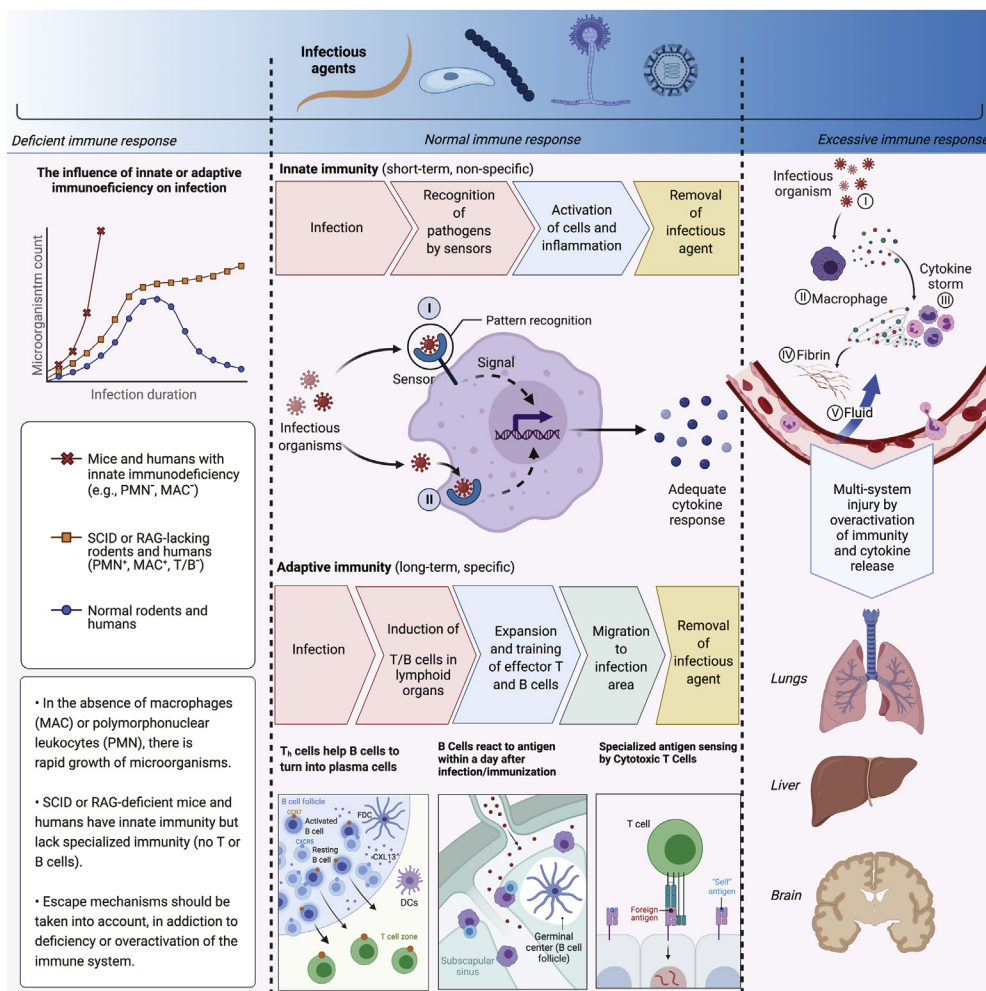 Infectious
agents
Deficient immune response
Normal immune response
Excessive immune response
The influence of innate or adaptive
immunoeficiency on infection
Microorganisntm count
Infection duration
Mice and humans with
innate immunodeficiency
(e.g., PMN⁻, MAC⁻)
SCID or RAG-lacking
rodents and humans
(PMN⁺, MAC⁺, T/B⁻)
Normal rodents and
humans
• In the absence of macrophages
(MAC) or polymorphonuclear
leukocytes (PMN), there is
rapid growth of microorganisms.
• SCID or RAG-deficient mice and
humans have innate immunity but
lack specialized immunity (no T or
B cells).
• Escape mechanisms should be
taken into account, in addiction to
deficiency or overactivation of the
immune system.
Innate immunity (short-term, non-specific)
Infection
Recognition
of
pathogens
by sensors
Activation
of cells and
inflammation
Removal
of
infectious
agent
I
Pattern recognition
Sensor
Signal
Infectious
organisms
II
Adequate
cytokine
response
Adaptive immunity (long-term, specific)
Infection
Induction of
T/B cells in
lymphoid
organs
Expansion
and training
of effector T
and B cells
Migration
to
infection
area
Removal
of
infectious
agent
Tₕ cells help B cells to
turn into plasma cells
B cell follicle
CCR7
Activated
B cell
FDC
CXCR5
Resting
B cell
CXL13⁺
DCs
T cell zone
B Cells react to antigen
within a day after
infection/immunization
Germinal
center (B cell
follicle)
Subscapular
sinus
Specialized antigen sensing
by Cytotoxic T Cells
T cell
"Self"
antigen
Foreign
antigen
Infectious
organism
I
II Macrophage
Cytokine
storm
III
IV Fibrin
V Fluid
Multi-system
injury by
overactivation
of immunity
and cytokine
release
Lungs
Liver
Brain